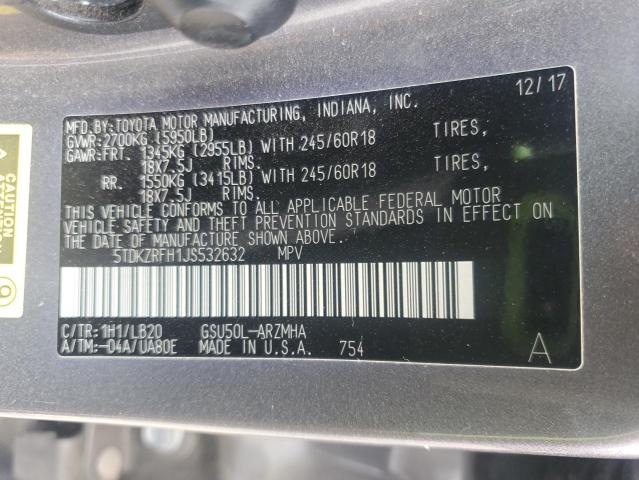 12/17
MFD.BY:TOYOTA MOTOR MANUFACTURING, INDIANA, INC.
GVWR:2700KG (5950LB)
GAWR:FRT. 1345KG (2955LB) WITH 245/60R18 TIRES,
18X7.5J RIMS.
RR. 1550KG (3415LB) WITH 245/60R18 TIRES,
18X7.5J RIMS.
THIS VEHICLE CONFORMS TO ALL APPLICABLE FEDERAL MOTOR
VEHICLE SAFETY AND THEFT PREVENTION STANDARDS IN EFFECT ON
THE DATE OF MANUFACTURE SHOWN ABOVE.
5TDKZRFH1JS532632 MPV
C/TR:1H1/LB20 GSU50L-ARZMHA
A/TM:-04A/UA80E MADE IN U.S.A. 754 A
CAUTION